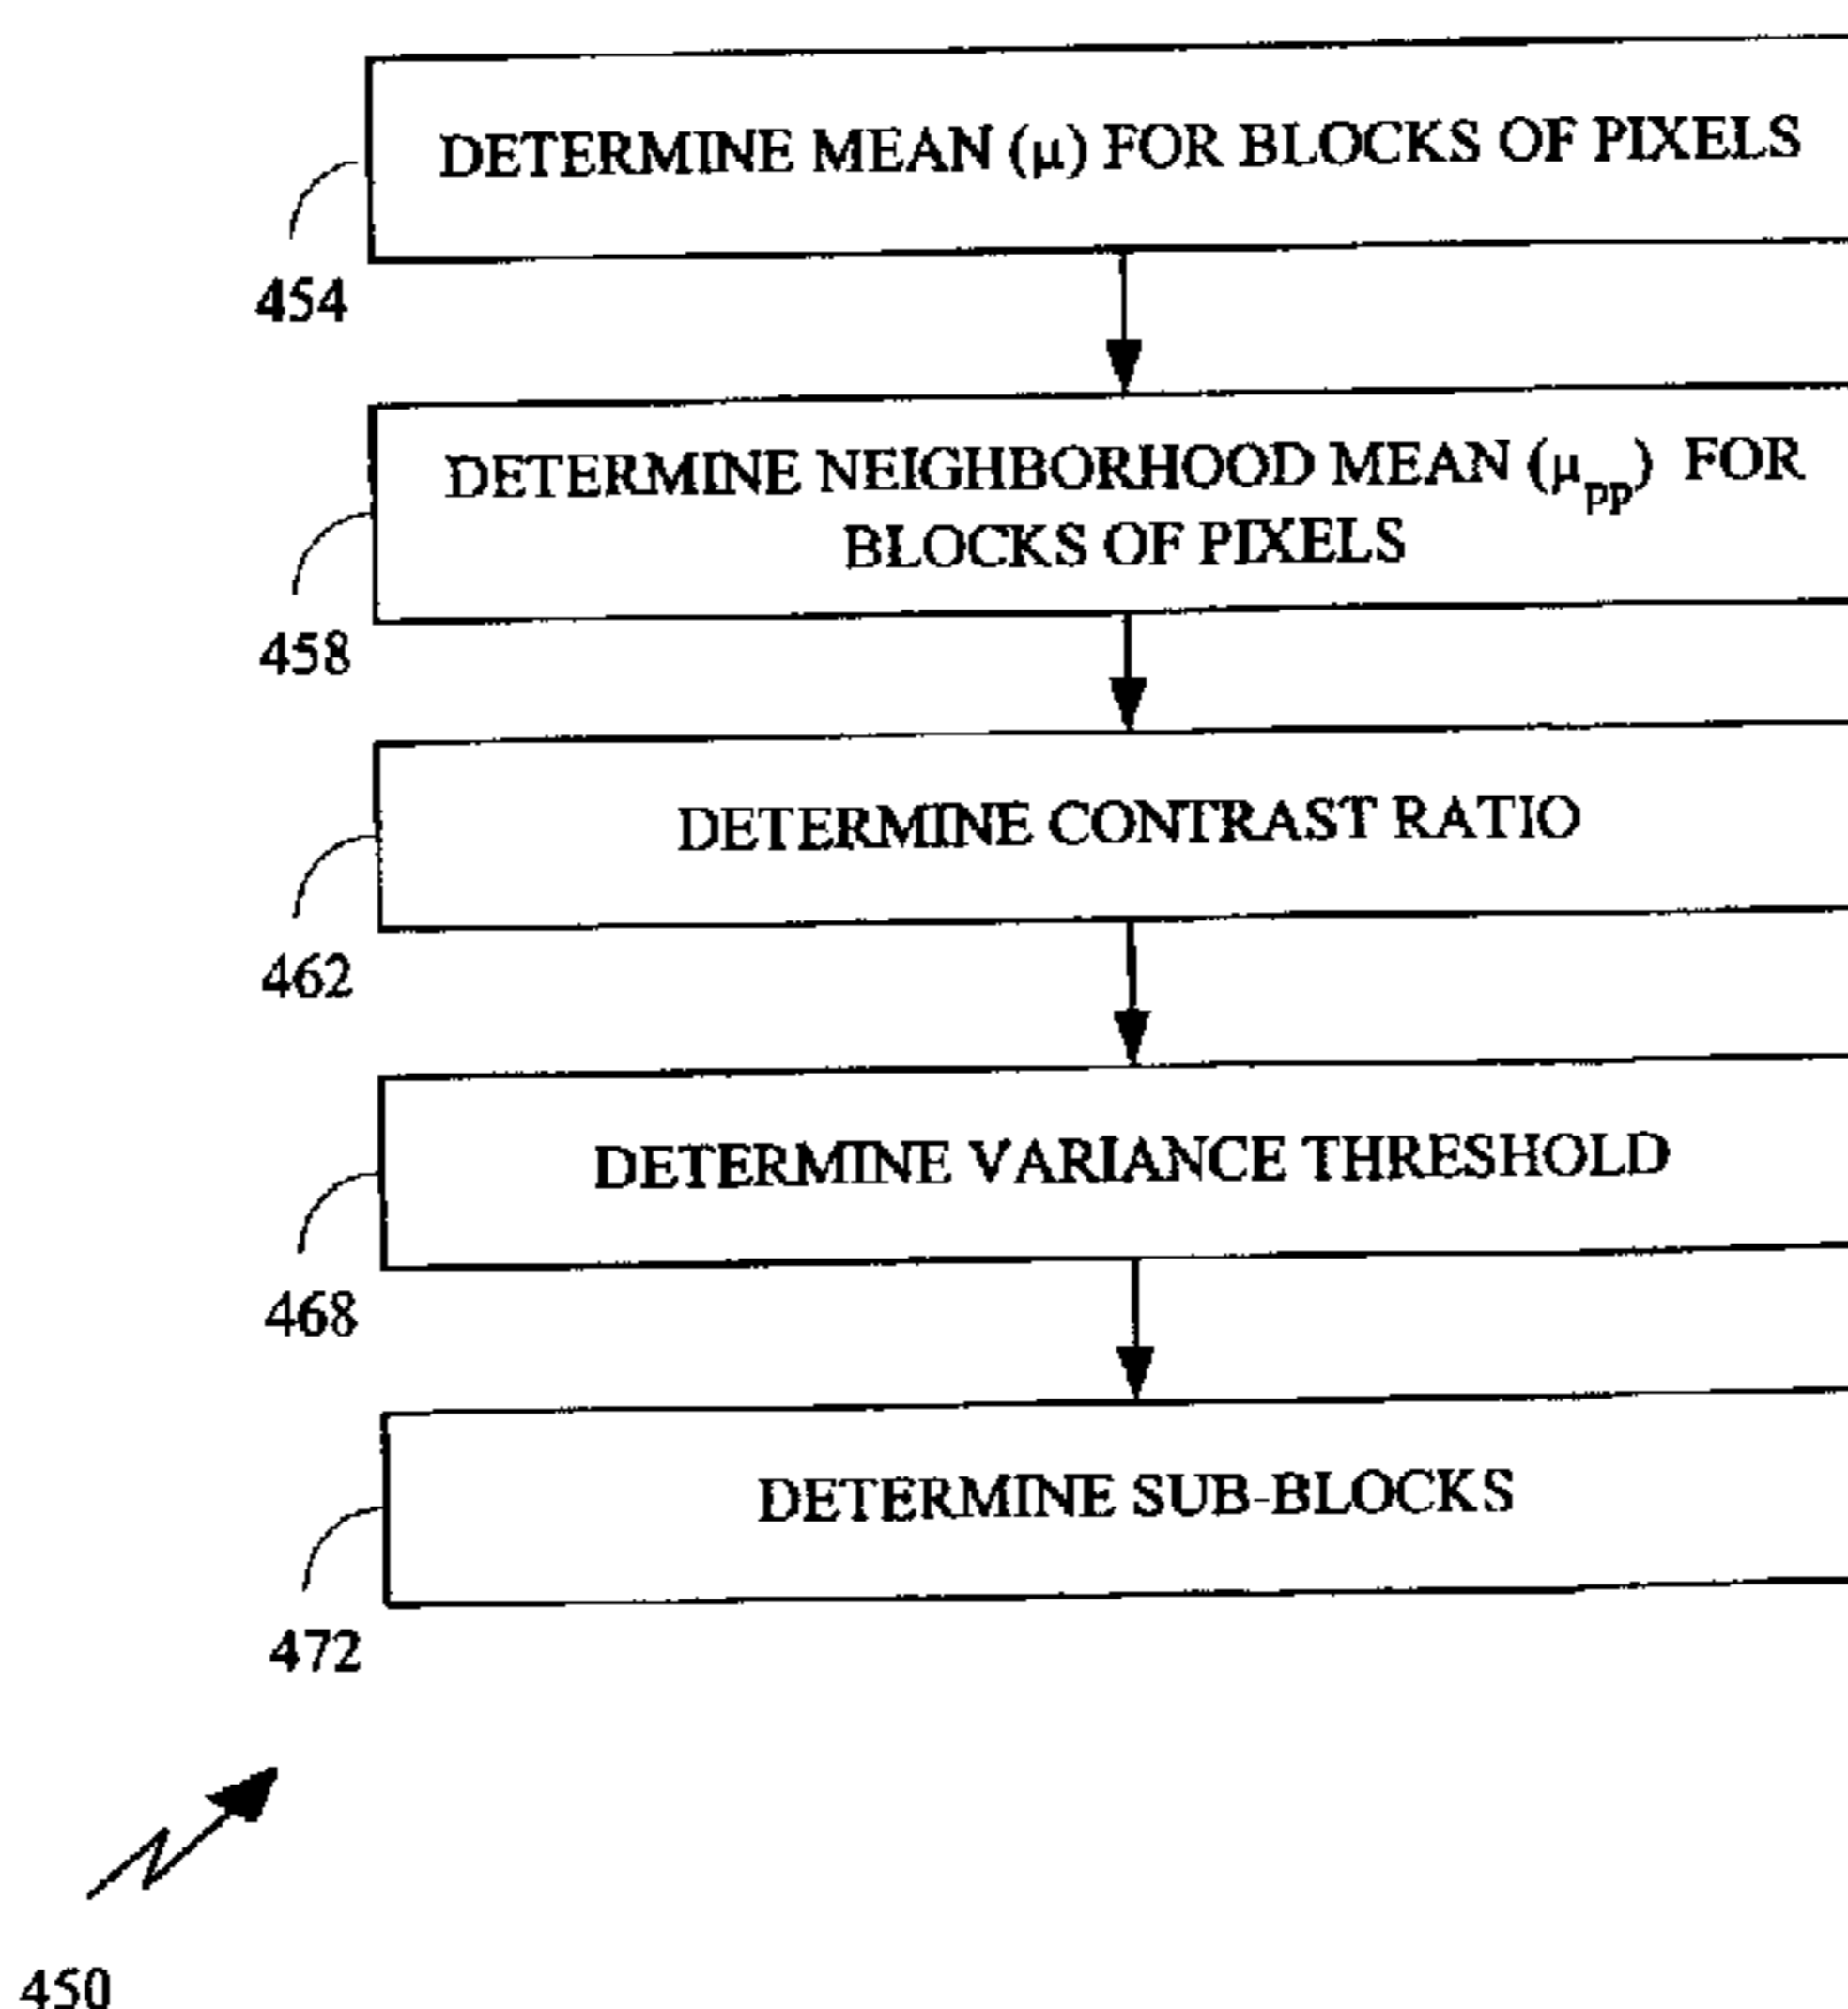 DETERMINE MEAN (μ) FOR BLOCKS OF PIXELS
454
DETERMINE NEIGHBORHOOD MEAN (μpp) FOR
BLOCKS OF PIXELS
458
DETERMINE CONTRAST RATIO
462
DETERMINE VARIANCE THRESHOLD
468
DETERMINE SUB-BLOCKS
472
450